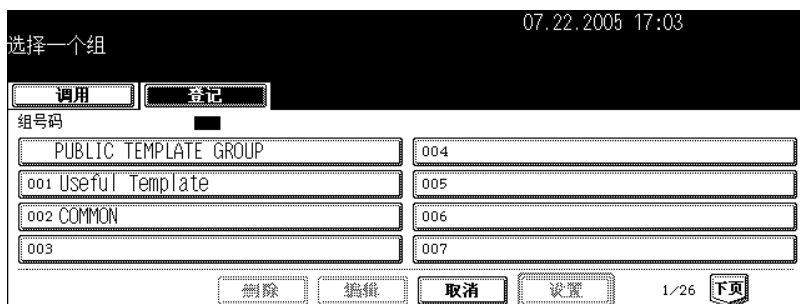 07.22.2005 17:03
选择一个组
调用 登记
组号码
PUBLIC TEMPLATE GROUP 004
001 Useful Template 005
002 COMMON 006
003 007
删除 编辑 取消 设置 1/26 下页